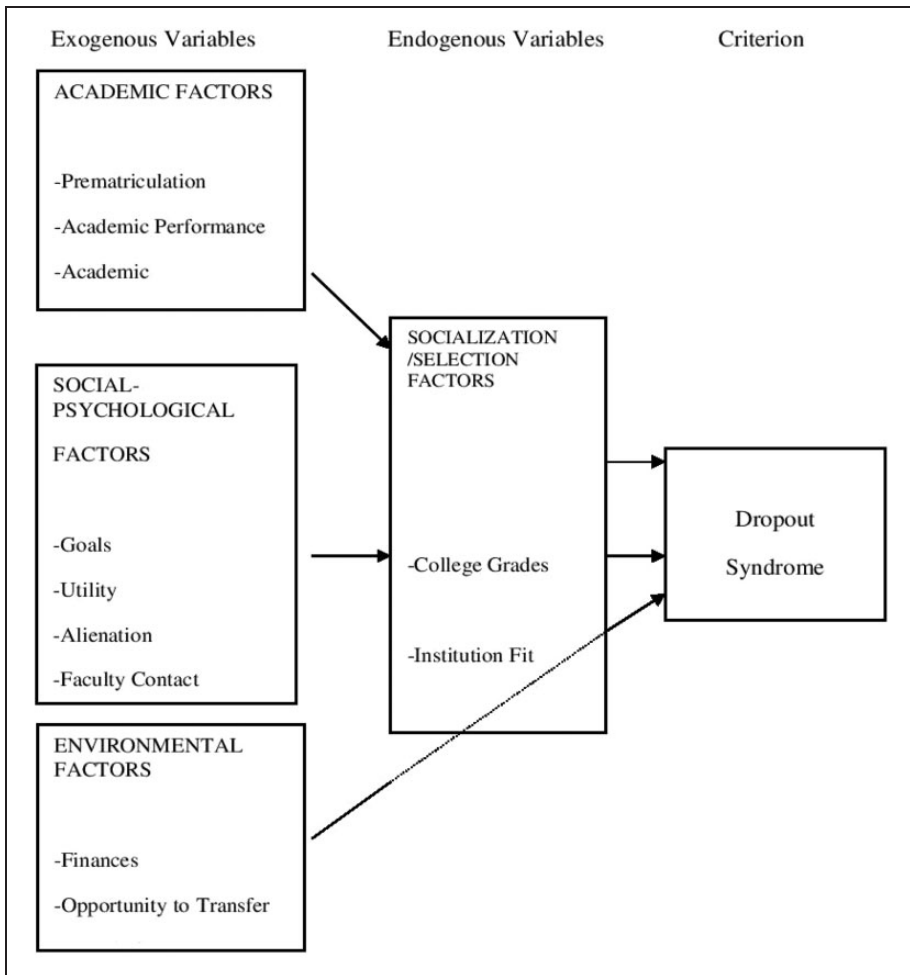 Exogenous Variables
Endogenous Variables
Criterion
ACADEMIC FACTORS
-Prematriculation
-Academic Performance
-Academic
SOCIAL-
PSYCHOLOGICAL
FACTORS
-Goals
-Utility
-Alienation
-Faculty Contact
ENVIRONMENTAL
FACTORS
-Finances
-Opportunity to Transfer
SOCIALIZATION
/SELECTION
FACTORS
-College Grades
-Institution Fit
Dropout
Syndrome